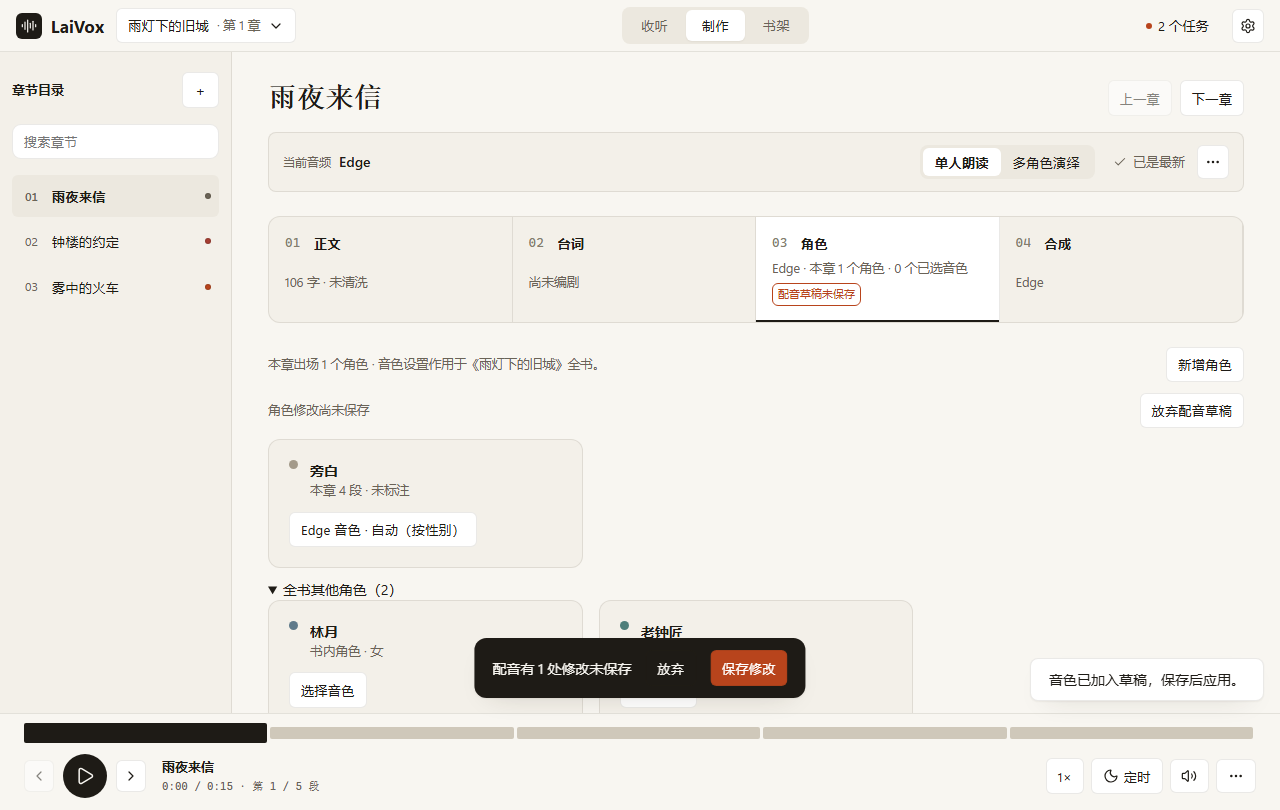 LaiVox
雨灯下的旧城 · 第 1 章
收听
制作
书架
2 个任务
章节目录
+
搜索章节
01 雨夜来信
02 钟楼的约定
03 雾中的火车
雨夜来信
上一章
下一章
当前音频 Edge
单人朗读
多角色演绎
已是最新
01 正文
106 字 · 未清洗
02 台词
尚未编剧
03 角色
Edge · 本章 1 个角色 · 0 个已选音色
配音草稿未保存
04 合成
Edge
本章出场 1 个角色 · 音色设置作用于《雨灯下的旧城》全书。
新增角色
角色修改尚未保存
放弃配音草稿
旁白
本章 4 段 · 未标注
Edge 音色 · 自动（按性别）
全书其他角色（2）
林月
书内角色 · 女
选择音色
老钟匠
配音有 1 处修改未保存
放弃
保存修改
音色已加入草稿，保存后应用。
雨夜来信
0:00 / 0:15 · 第 1 / 5 段
1×
定时